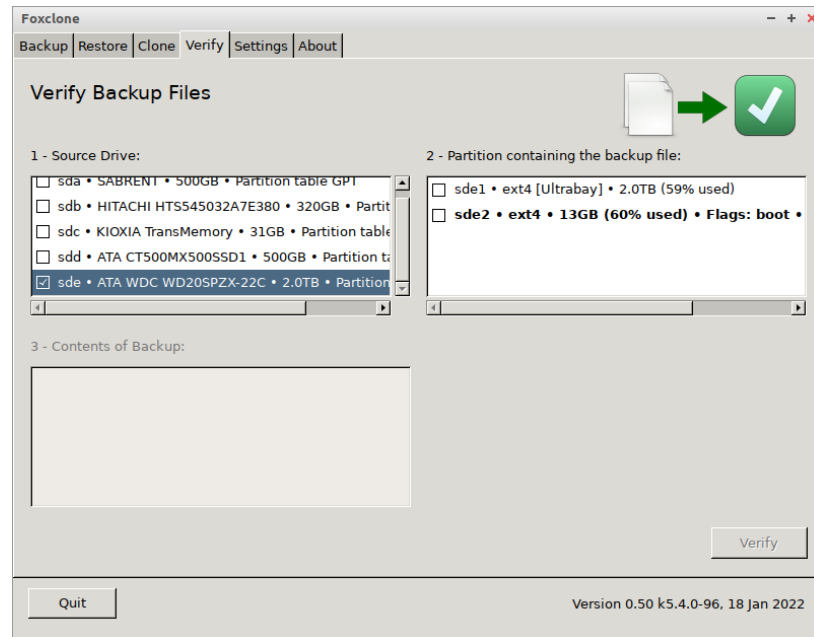 Foxclone
Backup Restore Clone Verify Settings About
Verify Backup Files
1 - Source Drive:
sda • SABRENT • 500GB • Partition table GPT
sdb • HITACHI HTS545032A7E380 • 320GB • Partit
sdc • KIOXIA TransMemory • 31GB • Partition table
sdd • ATA CT500MX500SSD1 • 500GB • Partition ta
sde • ATA WDC WD20SPZX-22C • 2.0TB • Partition
2 - Partition containing the backup file:
sde1 • ext4 [Ultrabay] • 2.0TB (59% used)
sde2 • ext4 • 13GB (60% used) • Flags: boot •
3 - Contents of Backup:
Verify
Quit
Version 0.50 k5.4.0-96, 18 Jan 2022